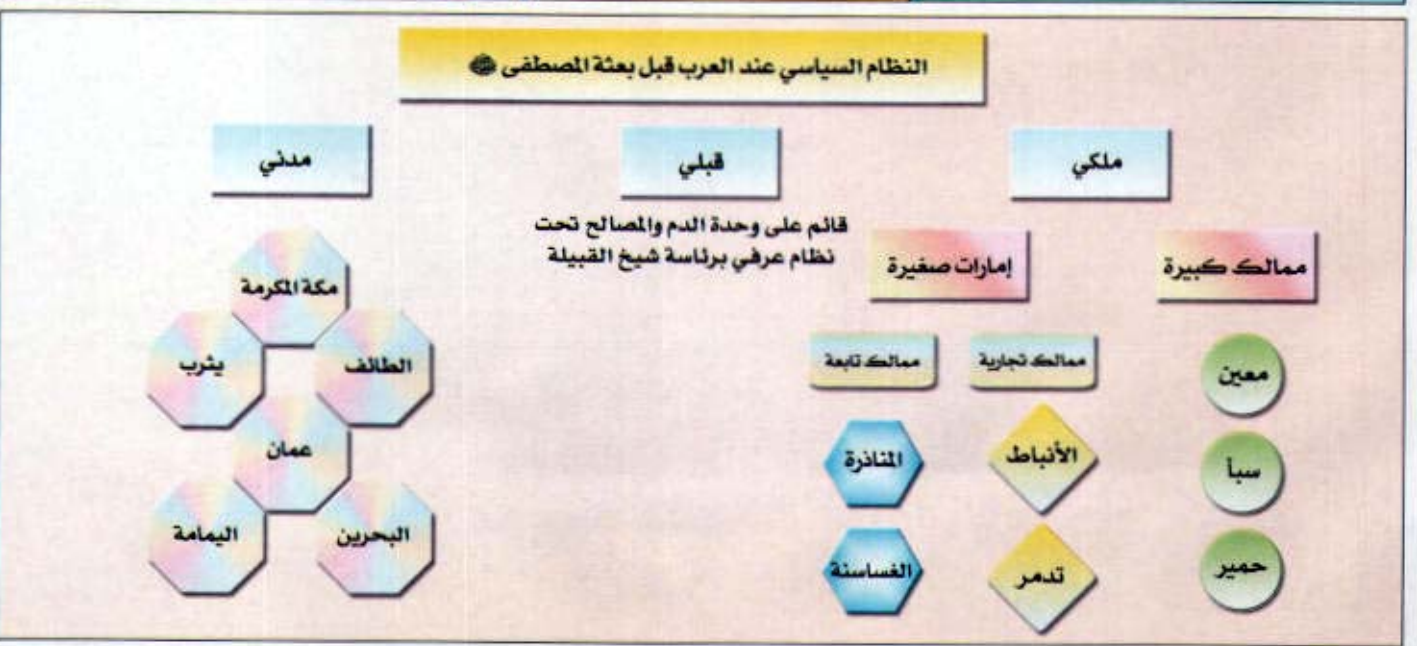 النظام السياسي عند العرب قبل بعثة المصطفى ﷺ
ملكي
قبلي
مدني
ممالك كبيرة
إمارات صغيرة
قائم على وحدة الدم والمصالح تحت
نظام عرفي برئاسة شيخ القبيلة
ممالك تجارية
ممالك تابعة
معين
سبأ
حمير
الأنباط
تدمر
المناذرة
الغساسنة
مكة المكرمة
الطائف
يثرب
عمان
البحرين
اليمامة